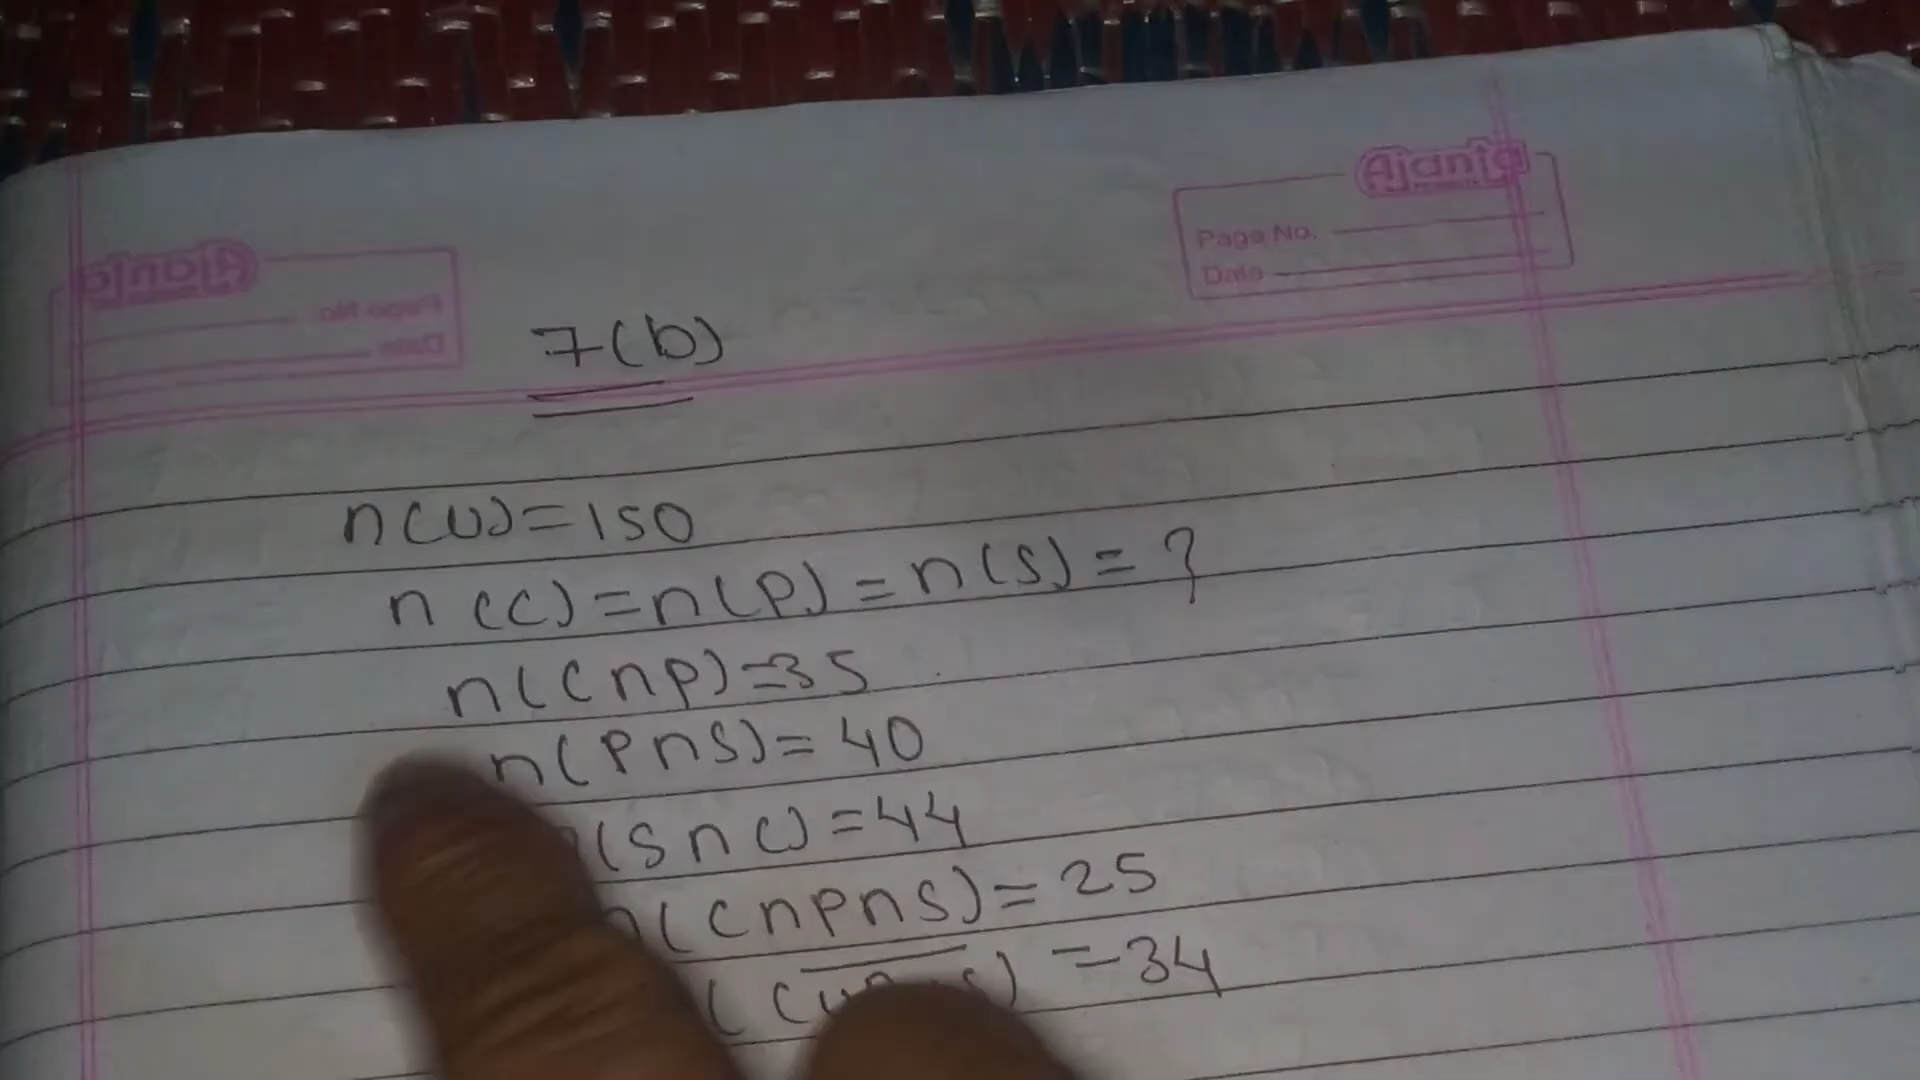 Ajanta
Page No.
Date
7(b)
n(U)=150
n(C)=n(P)=n(S)=?
n(C∩P)=35
n(P∩S)=40
(S∩C)=44
(C∩P∩S)=25
=34